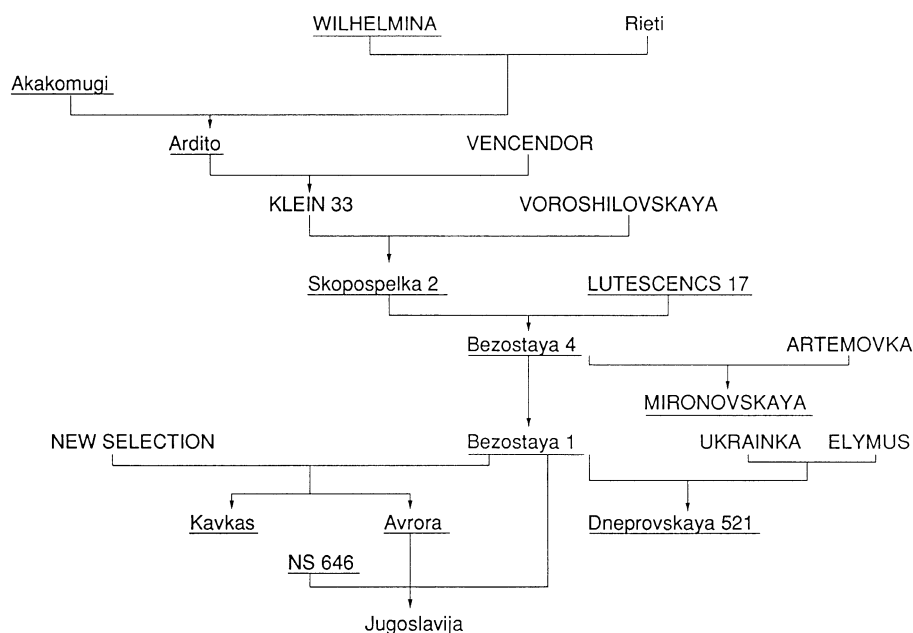 WILHELMINA Rieti
Akakomugi
Ardito VENCENDOR
KLEIN 33 VOROSHILOVSKAYA
Skopospelka 2 LUTESCENCS 17
Bezostaya 4 ARTEMOVKA
MIRONOVSKAYA
NEW SELECTION Bezostaya 1 UKRAINKA ELYMUS
Kavkas Avrora Dneprovskaya 521
NS 646
Jugoslavija